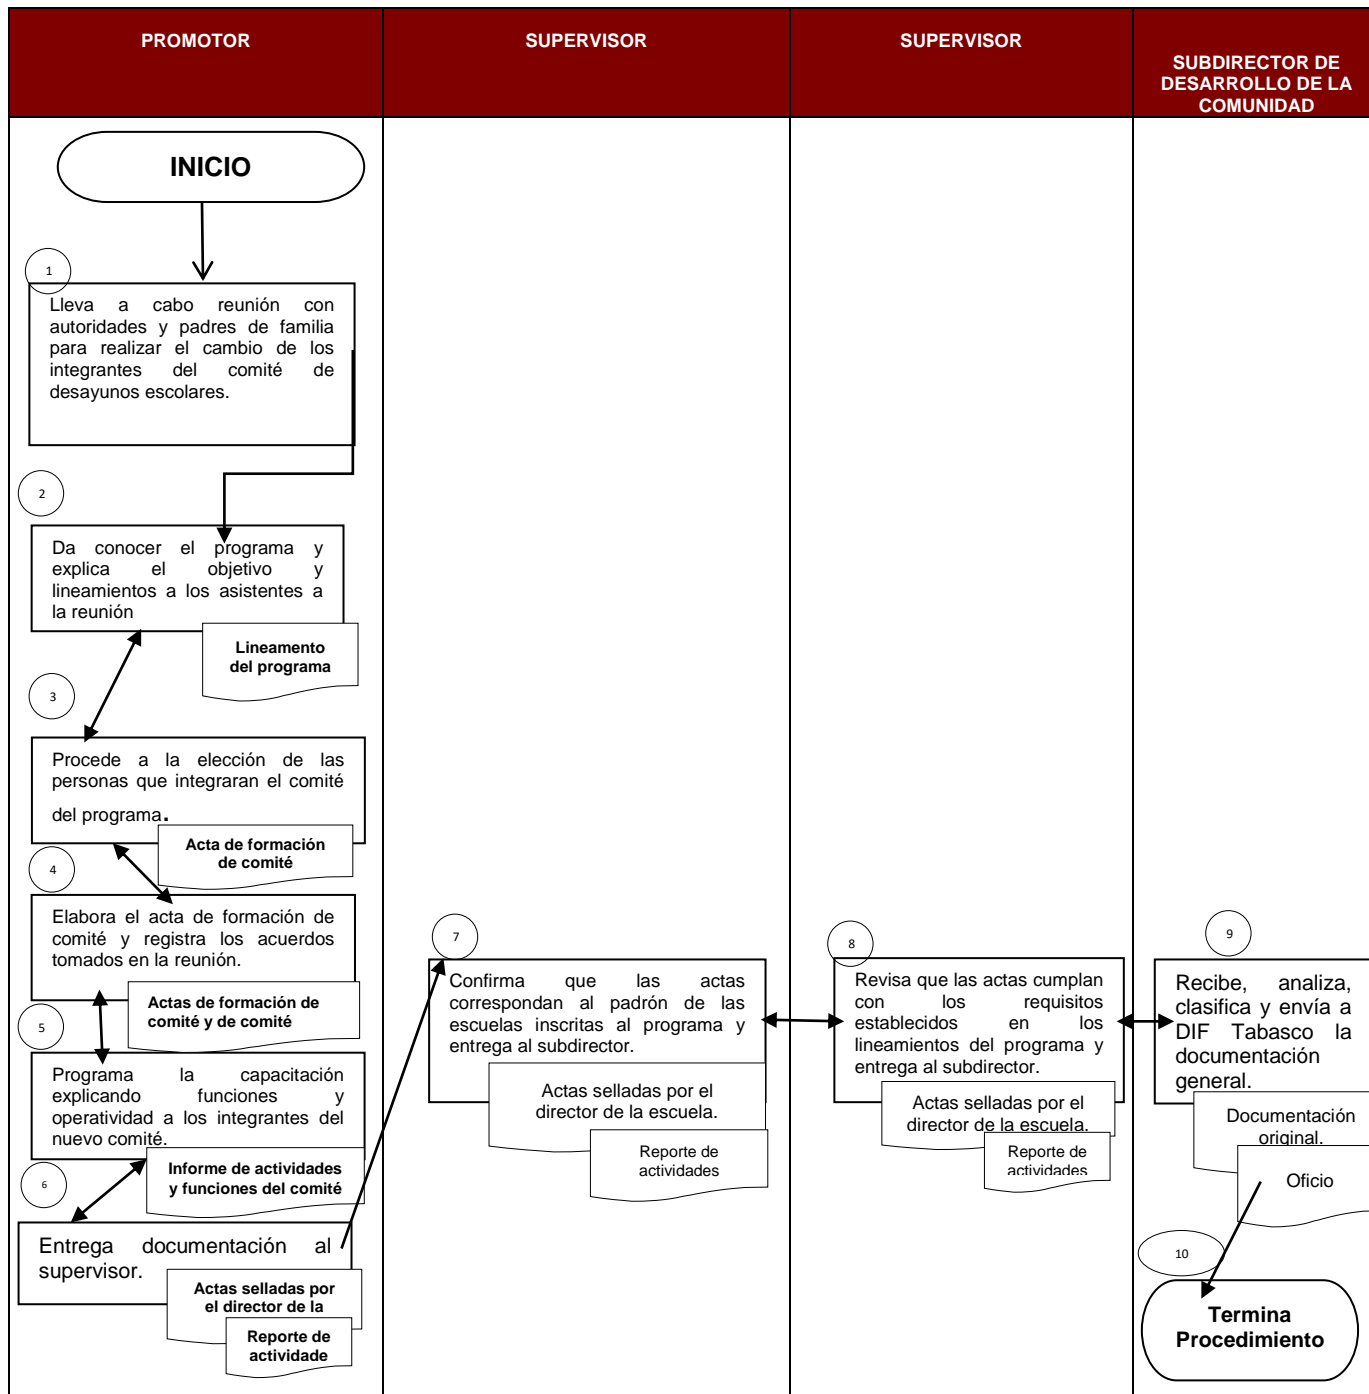 PROMOTOR
SUPERVISOR
SUPERVISOR
SUBDIRECTOR DE
DESARROLLO DE LA
COMUNIDAD
INICIO
1
Lleva a cabo reunión con
autoridades y padres de familia
para realizar el cambio de los
integrantes del comité de
desayunos escolares.
2
Da conocer el programa y
explica el objetivo y
lineamientos a los asistentes a
la reunión
Lineamento
del programa
3
Procede a la elección de las
personas que integraran el comité
del programa.
Acta de formación
de comité
4
Elabora el acta de formación de
comité y registra los acuerdos
tomados en la reunión.
Actas de formación de
comité y de comité
5
Programa la capacitación
explicando funciones y
operatividad a los integrantes del
nuevo comité.
Informe de actividades
y funciones del comité
6
Entrega documentación al
supervisor.
Actas selladas por
el director de la
Reporte de
actividade
7
Confirma que las actas
correspondan al padrón de las
escuelas inscritas al programa y
entrega al subdirector.
Actas selladas por el
director de la escuela.
Reporte de
actividades
8
Revisa que las actas cumplan
con los requisitos
establecidos en los
lineamientos del programa y
entrega al subdirector.
Actas selladas por el
director de la escuela.
Reporte de
actividades
9
Recibe, analiza,
clasifica y envía a
DIF Tabasco la
documentación
general.
Documentación
original.
Oficio
10
Termina
Procedimiento